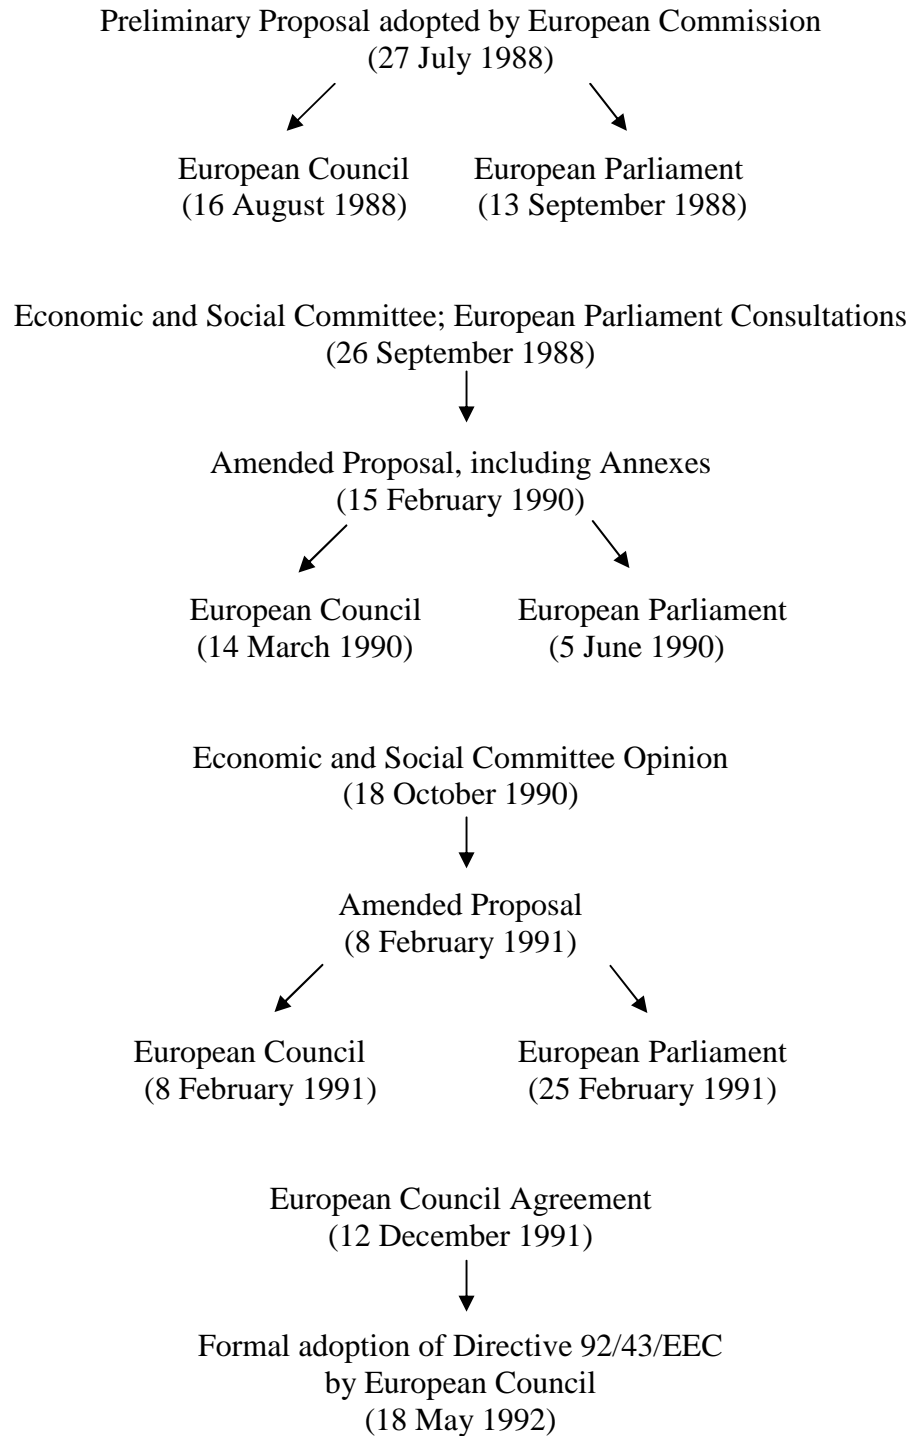 Preliminary Proposal adopted by European Commission
(27 July 1988)
European Council
(16 August 1988)
European Parliament
(13 September 1988)
Economic and Social Committee; European Parliament Consultations
(26 September 1988)
Amended Proposal, including Annexes
(15 February 1990)
European Council
(14 March 1990)
European Parliament
(5 June 1990)
Economic and Social Committee Opinion
(18 October 1990)
Amended Proposal
(8 February 1991)
European Council
(8 February 1991)
European Parliament
(25 February 1991)
European Council Agreement
(12 December 1991)
Formal adoption of Directive 92/43/EEC
by European Council
(18 May 1992)